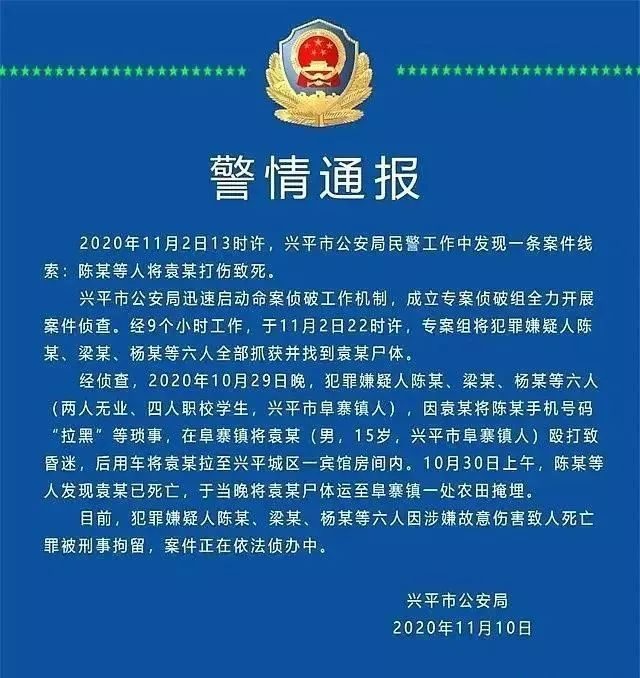 警情通报
2020年11月2日13时许，兴平市公安局民警工作中发现一条案件线
索：陈某等人将袁某打伤致死。
兴平市公安局迅速启动命案侦破工作机制，成立专案侦破组全力开展
案件侦查。经9个小时工作，于11月2日22时许，专案组将犯罪嫌疑人陈
某、梁某、杨某等六人全部抓获并找到袁某尸体。
经侦查，2020年10月29日晚，犯罪嫌疑人陈某、梁某、杨某等六人
（两人无业、四人职校学生，兴平市阜寨镇人），因袁某将陈某手机号码
“拉黑”等琐事，在阜寨镇将袁某（男，15岁，兴平市阜寨镇人）殴打致
昏迷，后用车将袁某拉至兴平城区一宾馆房间内。10月30日上午，陈某等
人发现袁某已死亡，于当晚将袁某尸体运至阜寨镇一处农田掩埋。
目前，犯罪嫌疑人陈某、梁某、杨某等六人因涉嫌故意伤害致人死亡
罪被刑事拘留，案件正在依法侦办中。
兴平市公安局
2020年11月10日